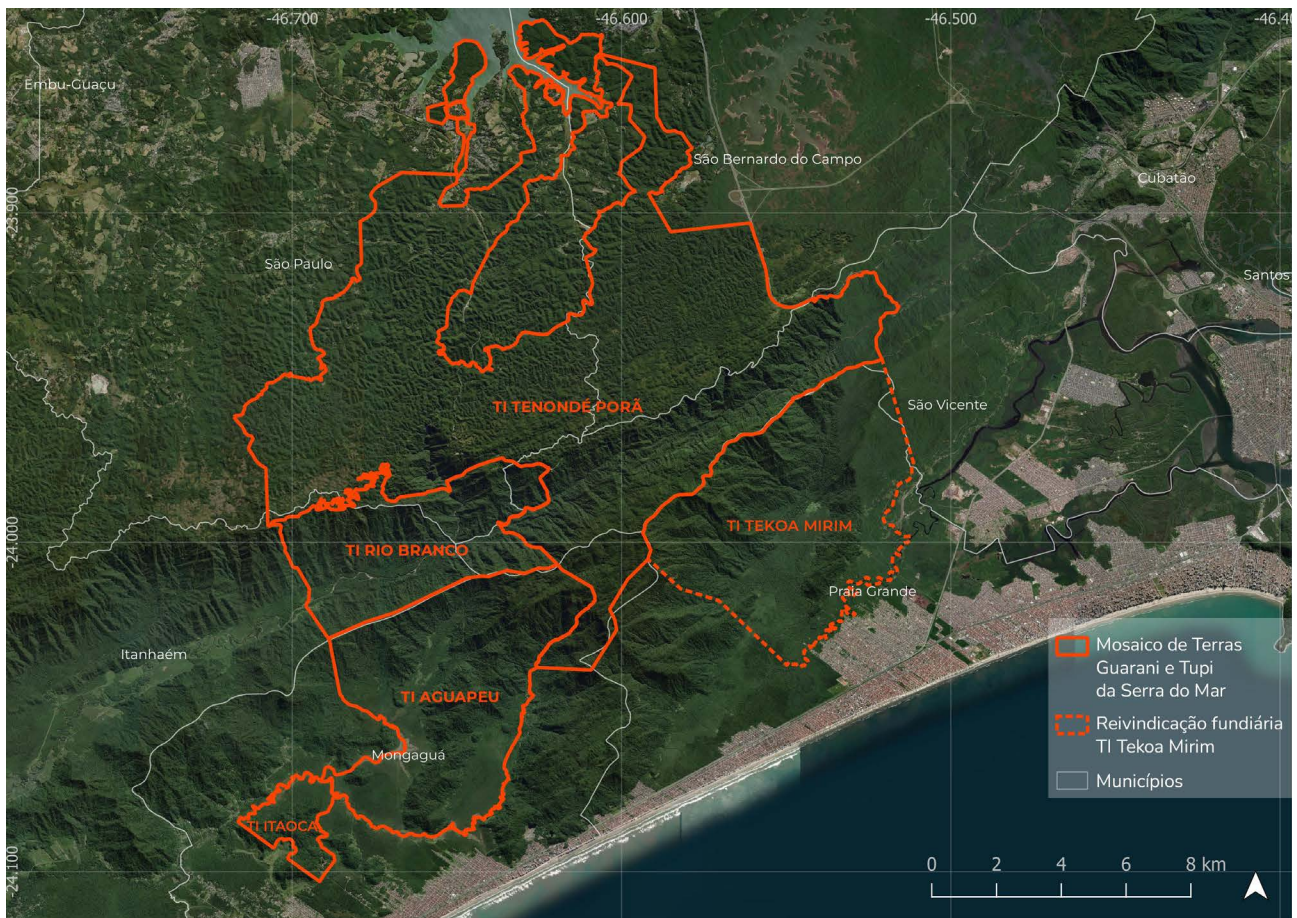 -46.700
-46.600
-46.500
-46.40
Embu-Guaçu
São Bernardo do Campo
Cubatão
-23.900
São Paulo
Santos
TI TENONDÉ PORÃ
São Vicente
TI TEKOA MIRIM
-24.000
TI RIO BRANCO
Praia Grande
Itanhaém
Mosaico de Terras
Guarani e Tupi
da Serra do Mar
TI AGUAPEU
Reivindicação fundiária
TI Tekoa Mirim
Mongaguá
Municípios
TI ITAOCA
-24.100
0 2 4 6 8 km